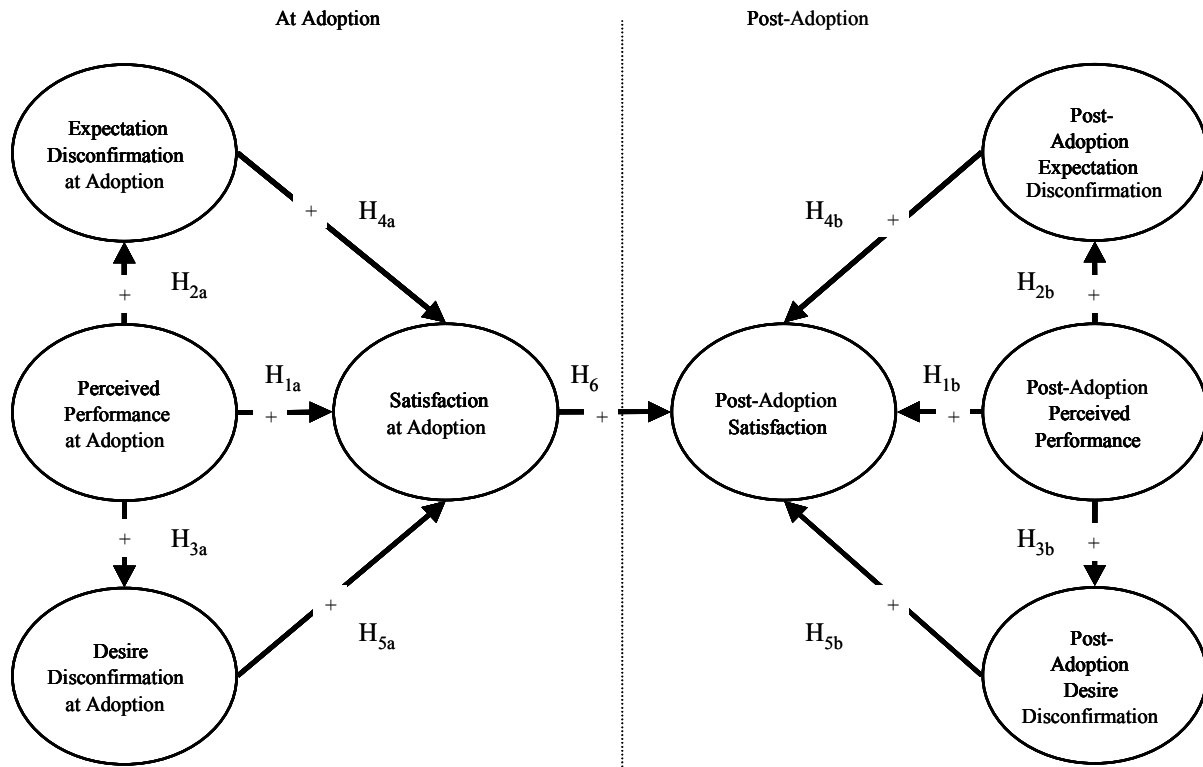 At Adoption
Post-Adoption
Expectation
Disconfirmation
at Adoption
Post-
Adoption
Expectation
Disconfirmation
+
H4a
H4b
+
+
H2a
H2b
+
Perceived
Performance
at Adoption
H1a
+
Satisfaction
at Adoption
H6
+
Post-Adoption
Satisfaction
H1b
+
Post-Adoption
Perceived
Performance
+
H3a
H3b
+
+
H5a
H5b
+
Desire
Disconfirmation
at Adoption
Post-
Adoption
Desire
Disconfirmation